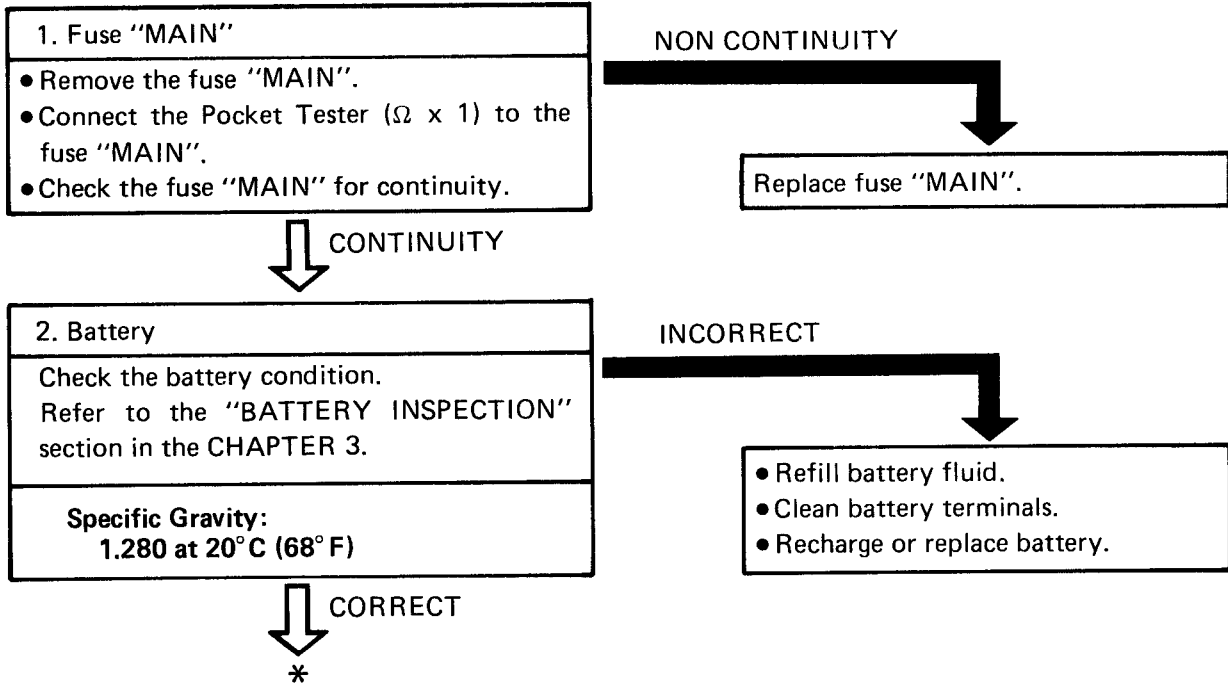 1. Fuse "MAIN"
● Remove the fuse "MAIN".
● Connect the Pocket Tester (Ω x 1) to the
fuse "MAIN".
● Check the fuse "MAIN" for continuity.
NON CONTINUITY
Replace fuse "MAIN".
CONTINUITY
2. Battery
Check the battery condition.
Refer to the "BATTERY INSPECTION"
section in the CHAPTER 3.
Specific Gravity:
1.280 at 20°C (68°F)
INCORRECT
● Refill battery fluid.
● Clean battery terminals.
● Recharge or replace battery.
CORRECT
*